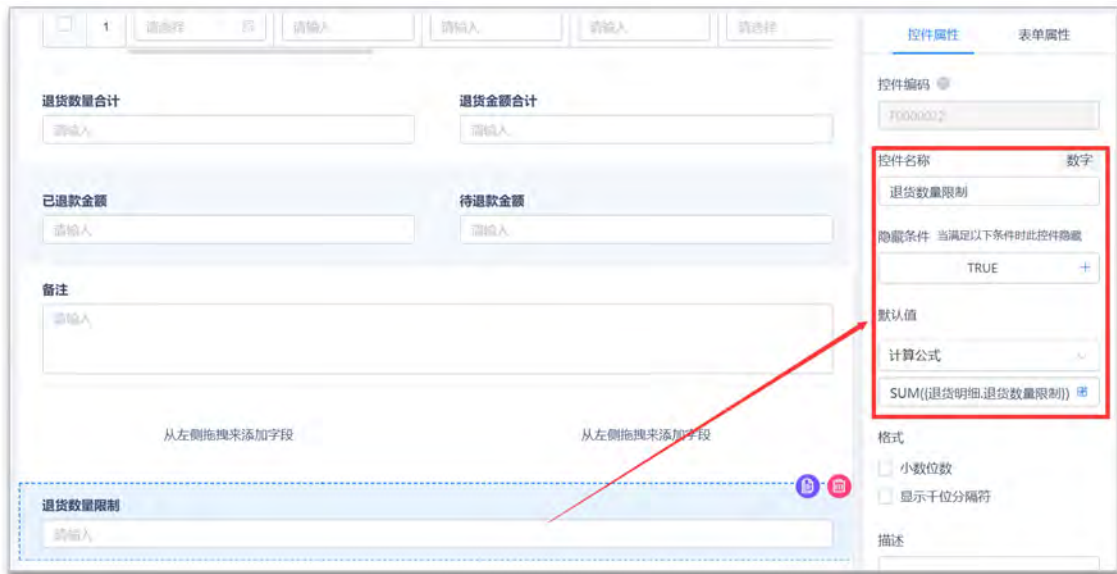 1 请选择 请输入 请输入 请输入 请选择
控件属性 表单属性
控件编码
F0000022
退货数量合计 退货金额合计
请输入 请输入
控件名称 数字
退货数量限制
已退款金额 待退款金额
请输入 请输入
隐藏条件 当满足以下条件时此控件隐藏
TRUE
备注
请输入
默认值
计算公式
SUM({退货明细.退货数量限制})
从左侧拖拽来添加字段 从左侧拖拽来添加字段
格式
小数位数
显示千位分隔符
退货数量限制
请输入
描述